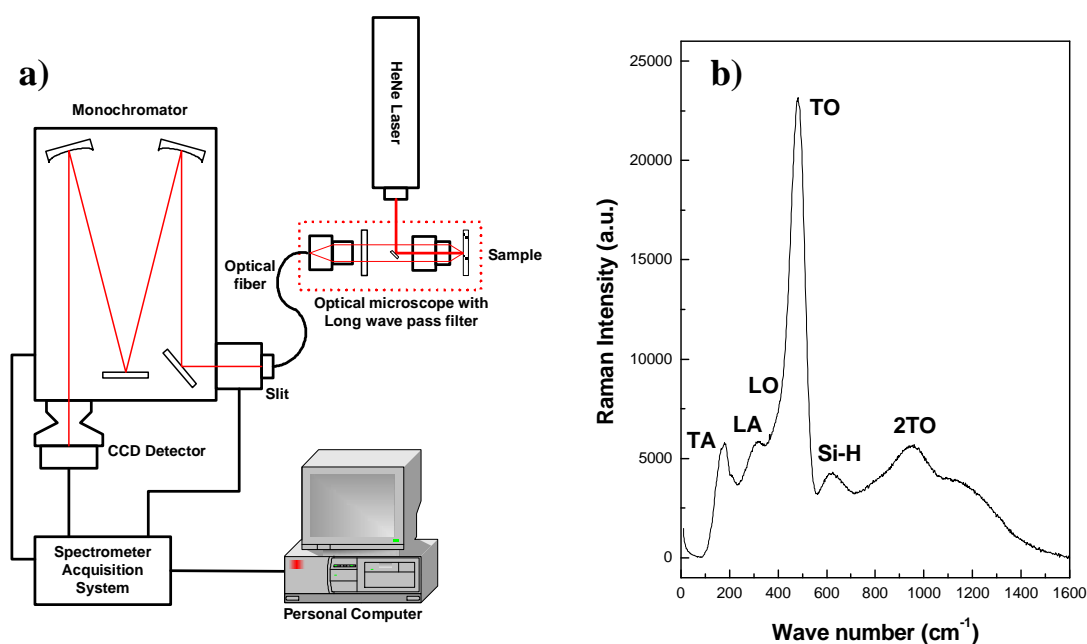 a)
HeNe Laser
Monochromator
Sample
Optical
fiber
Optical microscope with
Long wave pass filter
Slit
CCD Detector
Spectrometer
Acquisition
System
Personal Computer
b)
25000
20000
15000
10000
5000
0
Raman Intensity (a.u.)
TO
LO
TA
LA
Si-H
2TO
0 200 400 600 800 1000 1200 1400 1600
Wave number (cm⁻¹)